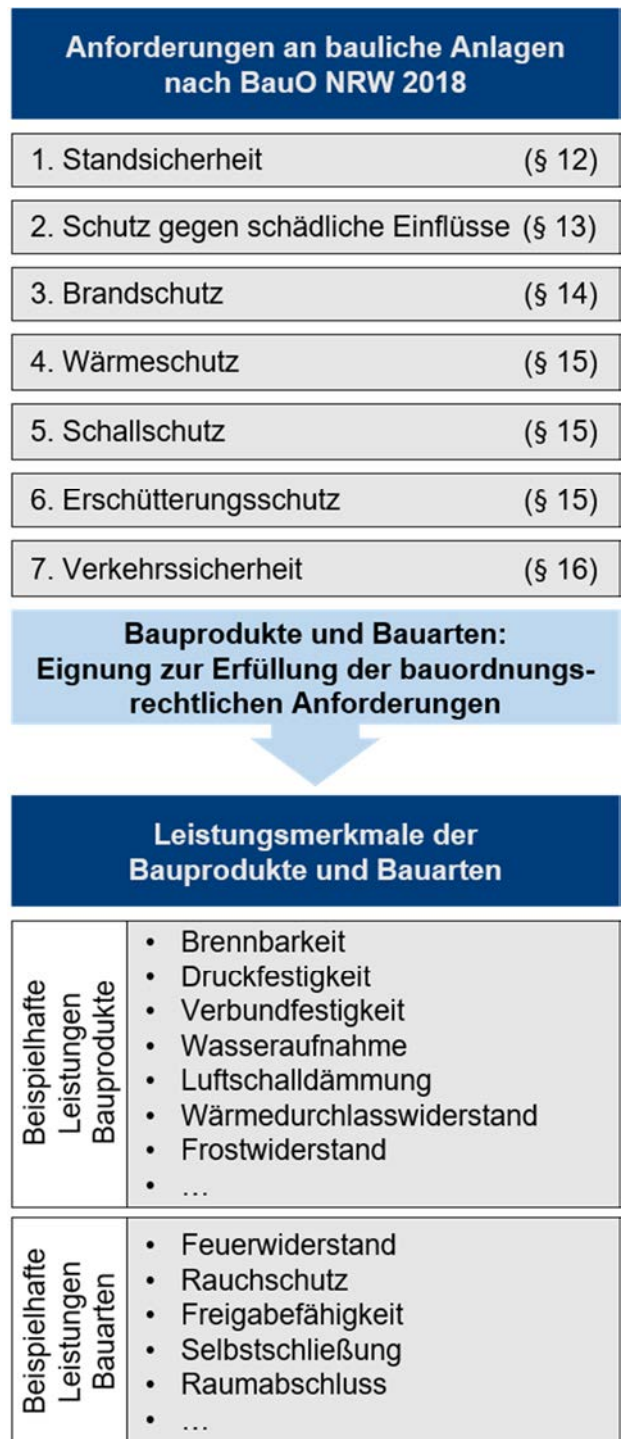 Anforderungen an bauliche Anlagen
nach BauO NRW 2018
1. Standsicherheit (§ 12)
2. Schutz gegen schädliche Einflüsse (§ 13)
3. Brandschutz (§ 14)
4. Wärmeschutz (§ 15)
5. Schallschutz (§ 15)
6. Erschütterungsschutz (§ 15)
7. Verkehrssicherheit (§ 16)
Bauprodukte und Bauarten:
Eignung zur Erfüllung der bauordnungs-
rechtlichen Anforderungen
Leistungsmerkmale der
Bauprodukte und Bauarten
Beispielhafte
Leistungen
Bauprodukte
• Brennbarkeit
• Druckfestigkeit
• Verbundfestigkeit
• Wasseraufnahme
• Luftschalldämmung
• Wärmedurchlasswiderstand
• Frostwiderstand
• …
Beispielhafte
Leistungen
Bauarten
• Feuerwiderstand
• Rauchschutz
• Freigabefähigkeit
• Selbstschließung
• Raumabschluss
• …